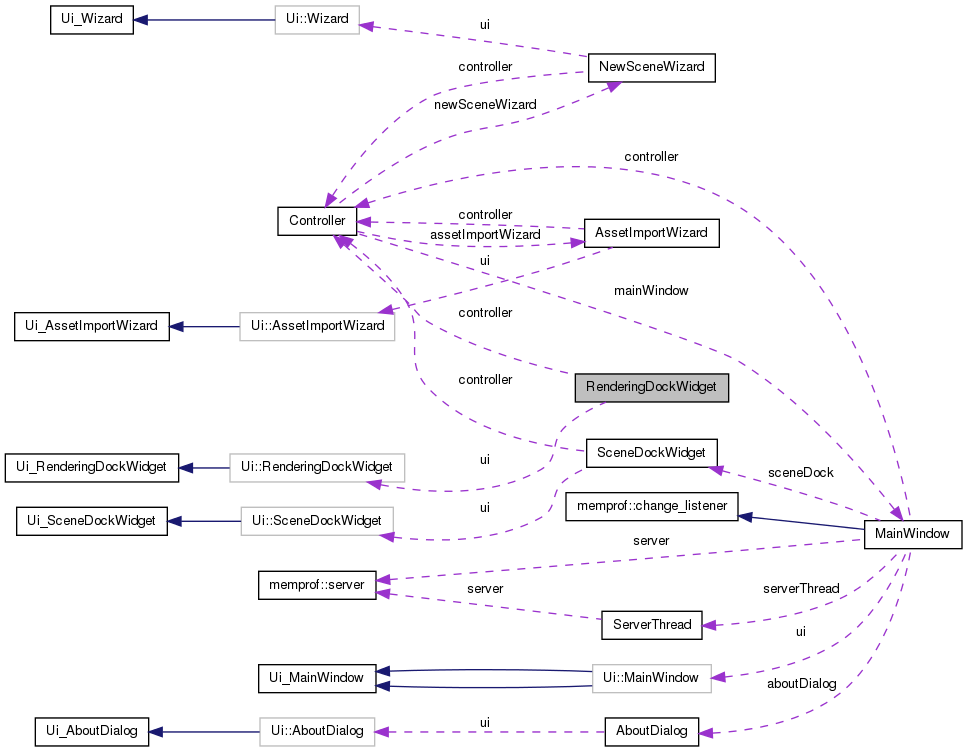 Ui_Wizard
Ui::Wizard
ui
NewSceneWizard
controller
newSceneWizard
controller
Controller
controller
assetImportWizard
AssetImportWizard
ui
mainWindow
Ui_AssetImportWizard
Ui::AssetImportWizard
controller
controller
RenderingDockWidget
SceneDockWidget
Ui_RenderingDockWidget
Ui::RenderingDockWidget
ui
sceneDock
Ui_SceneDockWidget
Ui::SceneDockWidget
ui
memprof::change_listener
MainWindow
server
memprof::server
server
serverThread
ServerThread
ui
Ui_MainWindow
Ui::MainWindow
aboutDialog
Ui_AboutDialog
Ui::AboutDialog
ui
AboutDialog